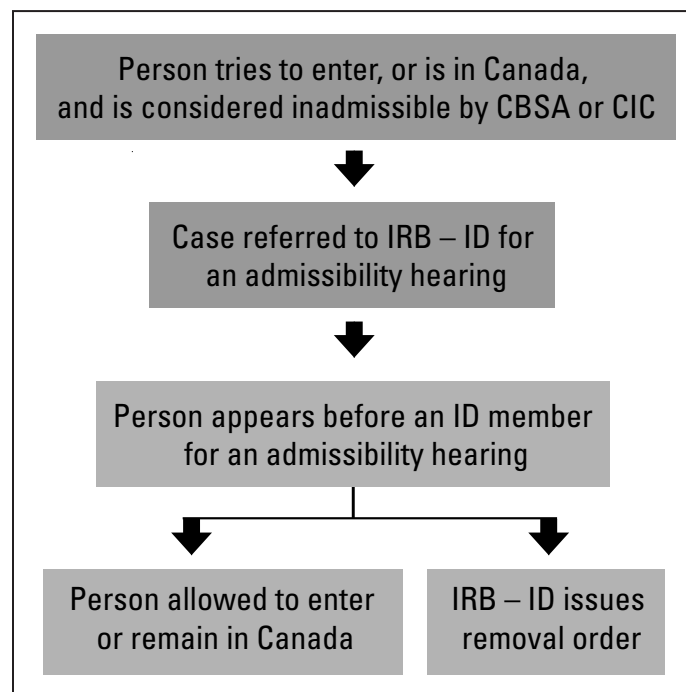 Person tries to enter, or is in Canada,
and is considered inadmissible by CBSA or CIC
Case referred to IRB – ID for
an admissibility hearing
Person appears before an ID member
for an admissibility hearing
Person allowed to enter
or remain in Canada
IRB – ID issues
removal order